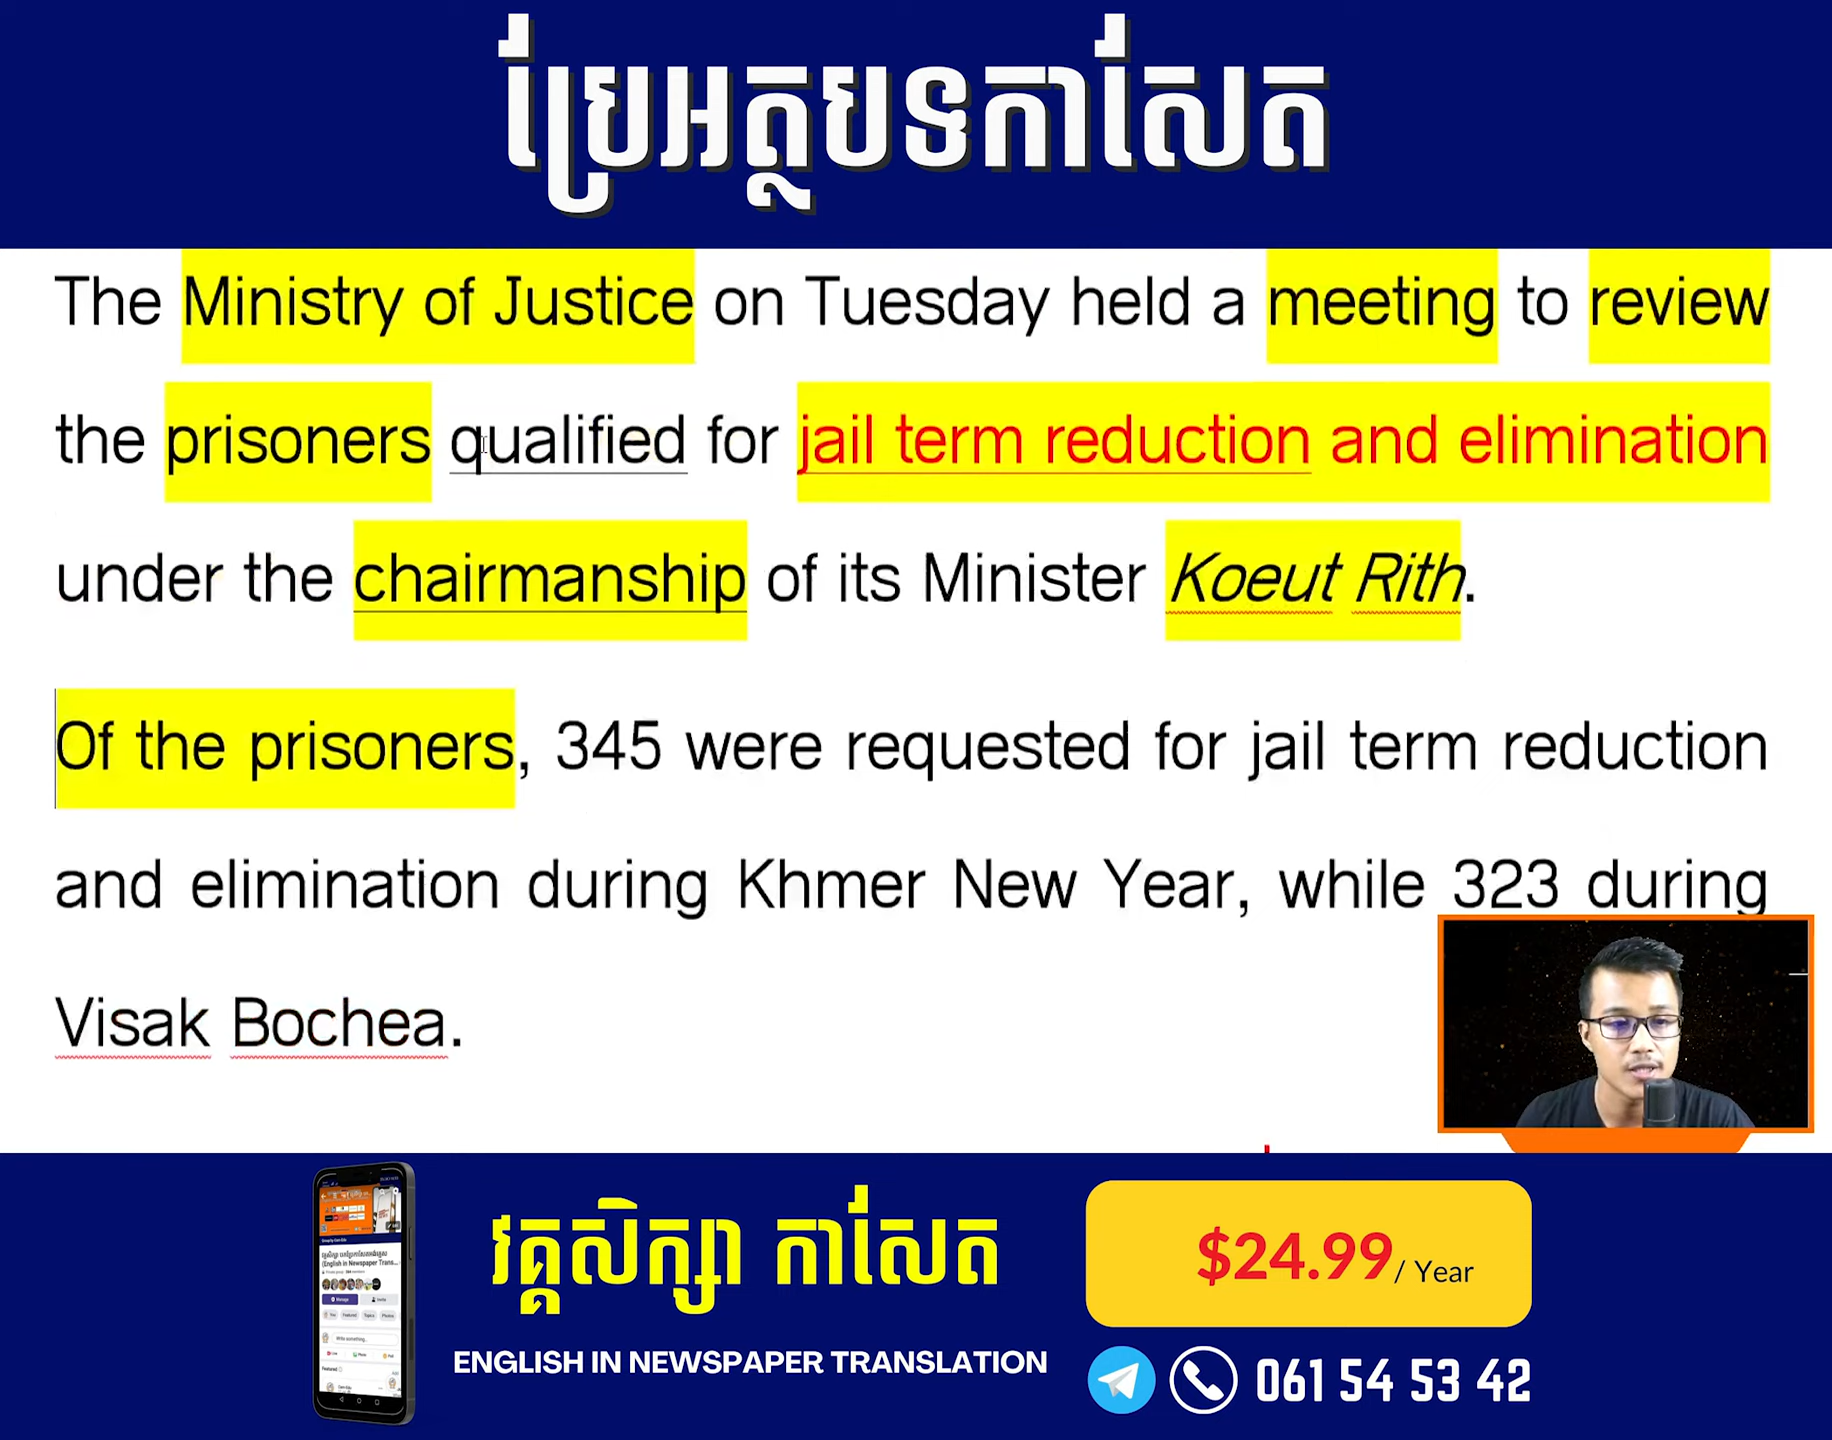 ប្រែអត្ថបទកាសែត
The Ministry of Justice on Tuesday held a meeting to review
the prisoners qualified for jail term reduction and elimination
under the chairmanship of its Minister Koeut Rith.
Of the prisoners, 345 were requested for jail term reduction
and elimination during Khmer New Year, while 323 during
Visak Bochea.
វគ្គសិក្សា កាសែត
ENGLISH IN NEWSPAPER TRANSLATION
$24.99/ Year
061 54 53 42